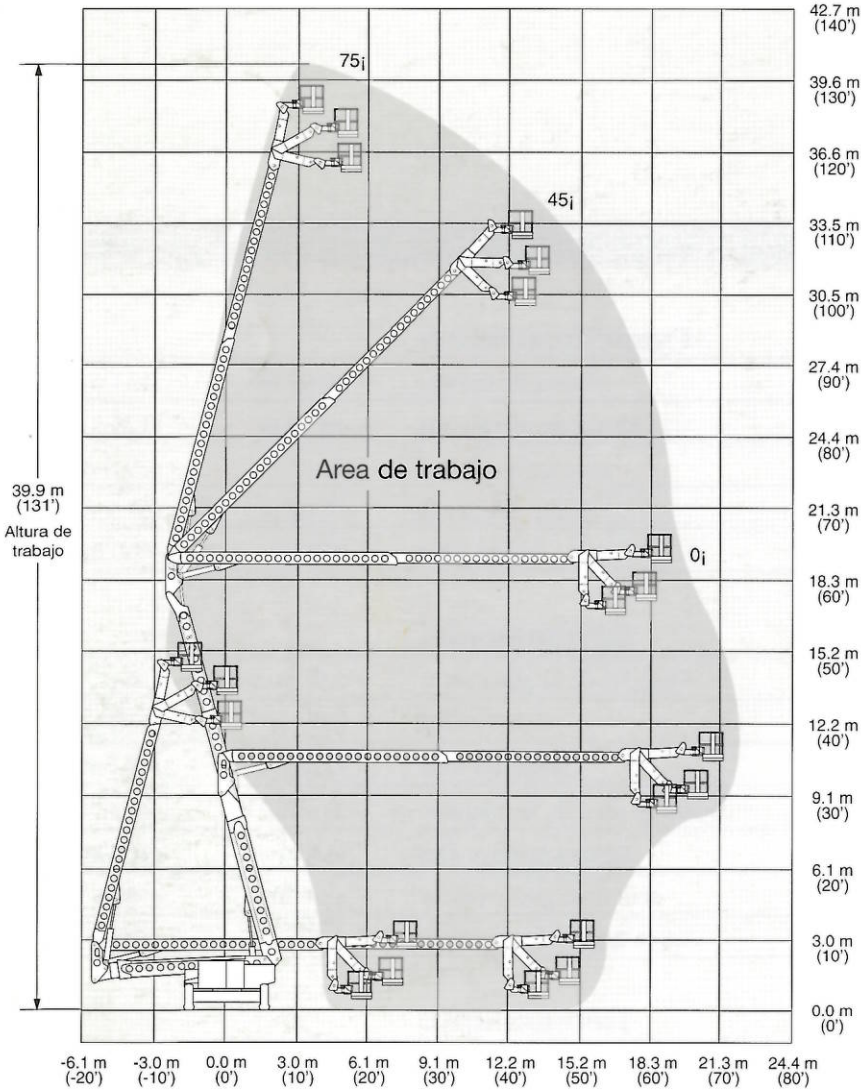 42.7 m
(140')
75¡
39.6 m
(130')
36.6 m
(120')
45¡
33.5 m
(110')
30.5 m
(100')
27.4 m
(90')
24.4 m
(80')
Area de trabajo
39.9 m
(131')
Altura de
trabajo
21.3 m
(70')
0¡
18.3 m
(60')
15.2 m
(50')
12.2 m
(40')
9.1 m
(30')
6.1 m
(20')
3.0 m
(10')
0.0 m
(0')
-6.1 m -3.0 m 0.0 m 3.0 m 6.1 m 9.1 m 12.2 m 15.2 m 18.3 m 21.3 m 24.4 m
(-20') (-10') (0') (10') (20') (30') (40') (50') (60') (70') (80')